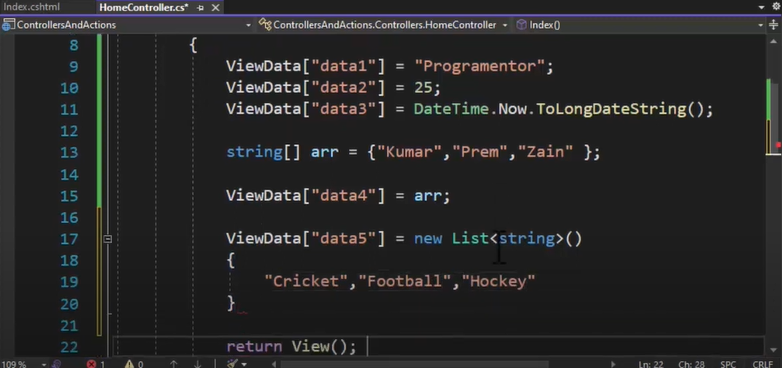 Index.cshtml HomeController.cs*
ControllersAndActions ControllersAndActions.Controllers.HomeController Index()
8 {
9 ViewData["data1"] = "Programentor";
10 ViewData["data2"] = 25;
11 ViewData["data3"] = DateTime.Now.ToLongDateString();
12
13 string[] arr = {"Kumar","Prem","Zain" };
14
15 ViewData["data4"] = arr;
16
17 ViewData["data5"] = new List<string>()
18 {
19 "Cricket","Football","Hockey"
20 }
21
22 return View();
109 % 1 0 Ln: 22 Ch: 28 SPC CRLF